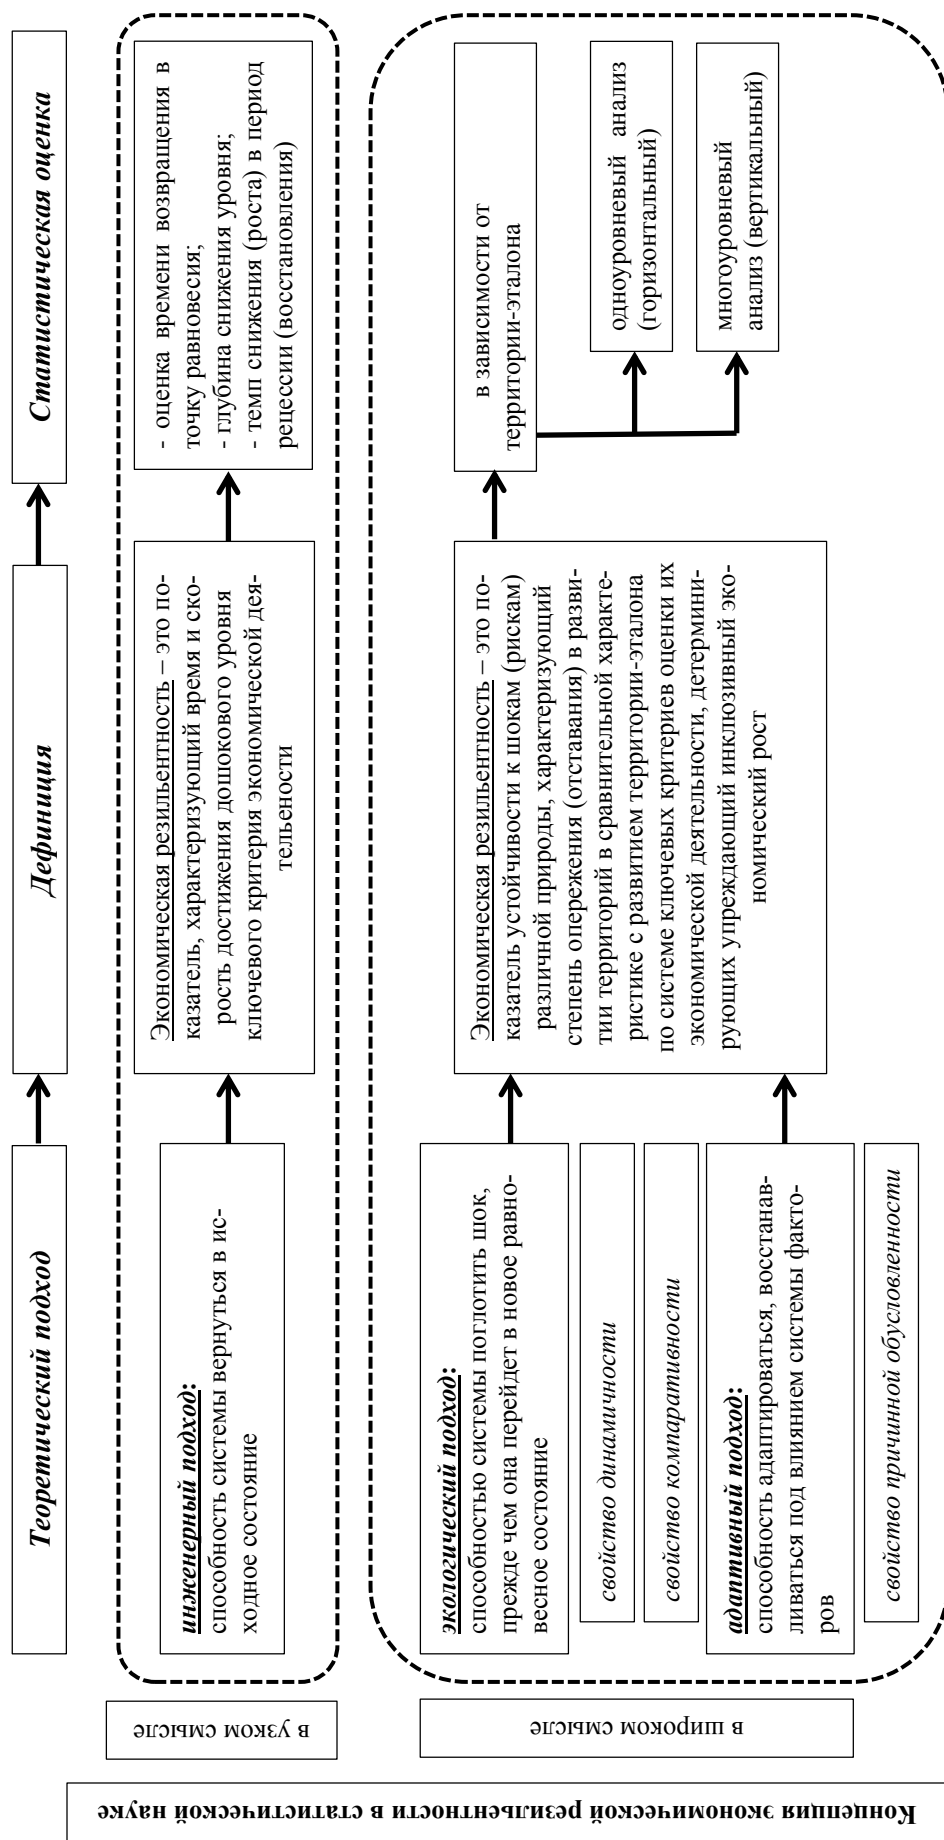 Концепция экономической резильентности в статистической науке
Теоретический подход
Дефиниция
Статистическая оценка
в узком смысле
инженерный подход:
способность системы вернуться в ис-
ходное состояние
Экономическая резильентность – это по-
казатель, характеризующий время и ско-
рость достижения дошокового уровня
ключевого критерия экономической дея-
тельености
- оценка времени возвращения в
точку равновесия;
- глубина снижения уровня;
- темп снижения (роста) в период
рецессии (восстановления)
в широком смысле
экологический подход:
способностью системы поглотить шок,
прежде чем она перейдет в новое равно-
весное состояние
свойство динамичности
свойство компаративности
адаптивный подход:
способность адаптироваться, восстанав-
ливаться под влиянием системы факто-
ров
свойство причинной обусловленности
Экономическая резильентность – это по-
казатель устойчивости к шокам (рискам)
различной природы, характеризующий
степень опережения (отставания) в разви-
тии территорий в сравнительной характе-
ристике с развитием территории-эталона
по системе ключевых критериев оценки их
экономической деятельности, детермини-
рующих упреждающий инклюзивный эко-
номический рост
в зависимости от
территории-эталона
одноуровневый анализ
(горизонтальный)
многоуровневый
анализ (вертикальный)